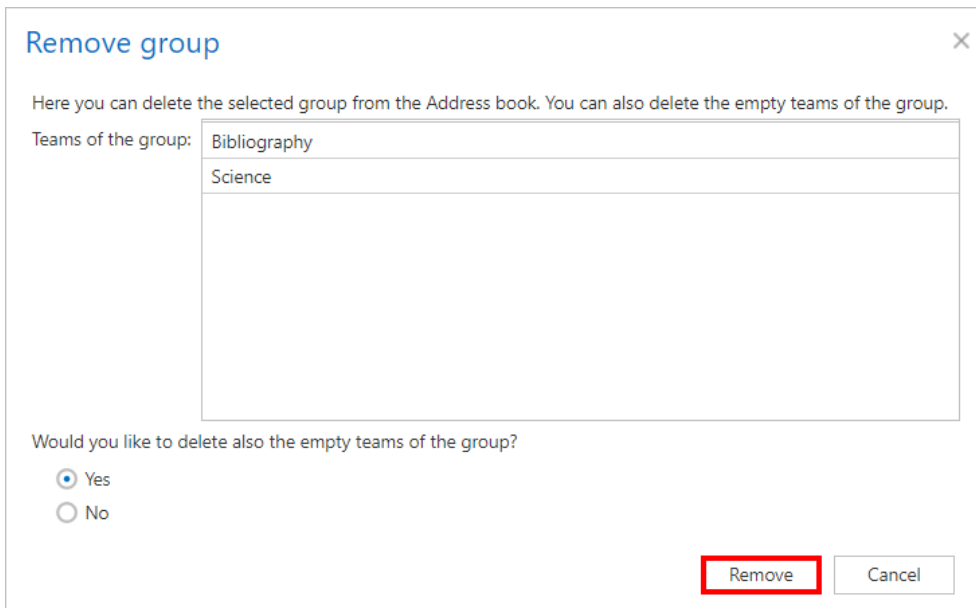 Remove group
Here you can delete the selected group from the Address book. You can also delete the empty teams of the group.
Teams of the group:
Bibliography
Science
Would you like to delete also the empty teams of the group?
Yes
No
Remove
Cancel